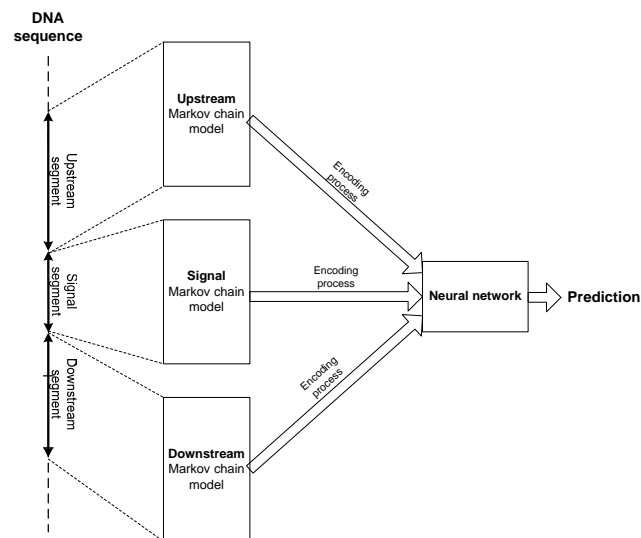 DNA
sequence
Upstream
segment
Signal
segment
Downstream
segment
Upstream
Markov chain
model
Signal
Markov chain
model
Downstream
Markov chain
model
Encoding
process
Encoding
process
Encoding
process
Neural network
Prediction